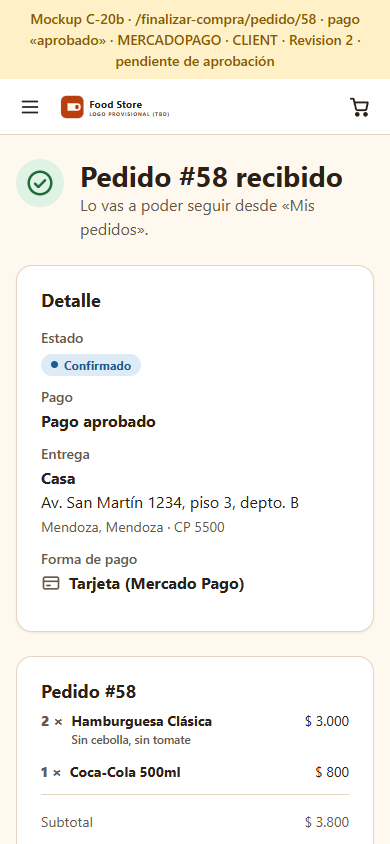 Mockup C-20b · /finalizar-compra/pedido/58 · pago
«aprobado» · MERCADOPAGO · CLIENT · Revision 2 ·
pendiente de aprobación
Food Store
LOGO PROVISIONAL (TBD)
Pedido #58 recibido
Lo vas a poder seguir desde «Mis
pedidos».
Detalle
Estado
Confirmado
Pago
Pago aprobado
Entrega
Casa
Av. San Martín 1234, piso 3, depto. B
Mendoza, Mendoza · CP 5500
Forma de pago
Tarjeta (Mercado Pago)
Pedido #58
2 × Hamburguesa Clásica $ 3.000
Sin cebolla, sin tomate
1 × Coca-Cola 500ml $ 800
Subtotal $ 3.800